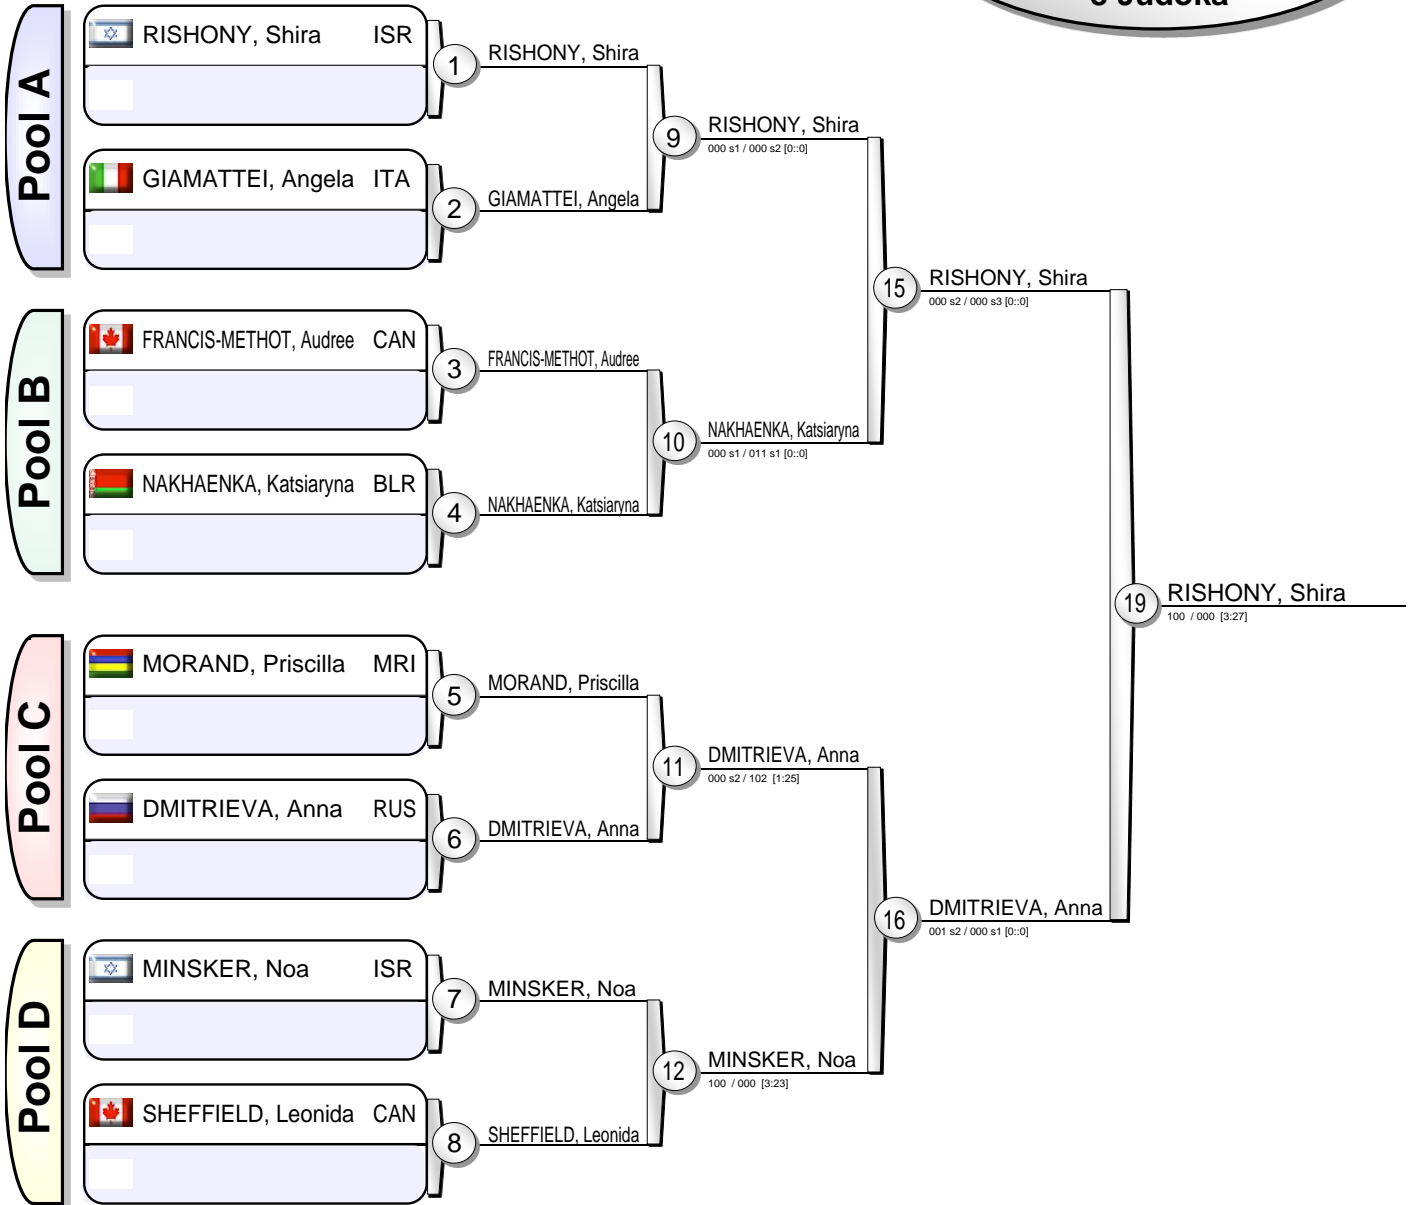 8 Judoka
Pool A
RISHONY, Shira ISR
1
RISHONY, Shira
GIAMATTEI, Angela ITA
2
GIAMATTEI, Angela
9
RISHONY, Shira
000 s1 / 000 s2 [0::0]
Pool B
FRANCIS-METHOT, Audree CAN
3
FRANCIS-METHOT, Audree
NAKHAENKA, Katsiaryna BLR
4
NAKHAENKA, Katsiaryna
10
NAKHAENKA, Katsiaryna
000 s1 / 011 s1 [0::0]
15
RISHONY, Shira
000 s2 / 000 s3 [0::0]
Pool C
MORAND, Priscilla MRI
5
MORAND, Priscilla
DMITRIEVA, Anna RUS
6
DMITRIEVA, Anna
11
DMITRIEVA, Anna
000 s2 / 102 [1:25]
Pool D
MINSKER, Noa ISR
7
MINSKER, Noa
SHEFFIELD, Leonida CAN
8
SHEFFIELD, Leonida
12
MINSKER, Noa
100 / 000 [3:23]
16
DMITRIEVA, Anna
001 s2 / 000 s1 [0::0]
19
RISHONY, Shira
100 / 000 [3:27]